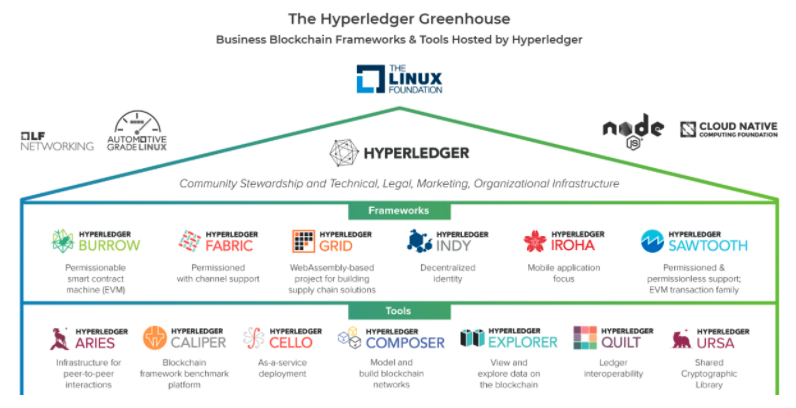 The Hyperledger Greenhouse
Business Blockchain Frameworks & Tools Hosted by Hyperledger
THE
LINUX
FOUNDATION
LF
NETWORKING
AUTOMOTIVE
GRADE LINUX
node
JS
CLOUD NATIVE
COMPUTING FOUNDATION
HYPERLEDGER
Community Stewardship and Technical, Legal, Marketing, Organizational Infrastructure
Frameworks
HYPERLEDGER
BURROW
Permissionable
smart contract
machine (EVM)
HYPERLEDGER
FABRIC
Permissioned
with channel support
HYPERLEDGER
GRID
WebAssembly-based
project for building
supply chain solutions
HYPERLEDGER
INDY
Decentralized
identity
HYPERLEDGER
IROHA
Mobile application
focus
HYPERLEDGER
SAWTOOTH
Permissioned &
permissionless support;
EVM transaction family
Tools
HYPERLEDGER
ARIES
Infrastructure for
peer-to-peer
interactions
HYPERLEDGER
CALIPER
Blockchain
framework benchmark
platform
HYPERLEDGER
CELLO
As-a-service
deployment
HYPERLEDGER
COMPOSER
Model and
build blockchain
networks
HYPERLEDGER
EXPLORER
View and
explore data on
the blockchain
HYPERLEDGER
QUILT
Ledger
interoperability
HYPERLEDGER
URSA
Shared
Cryptographic
Library